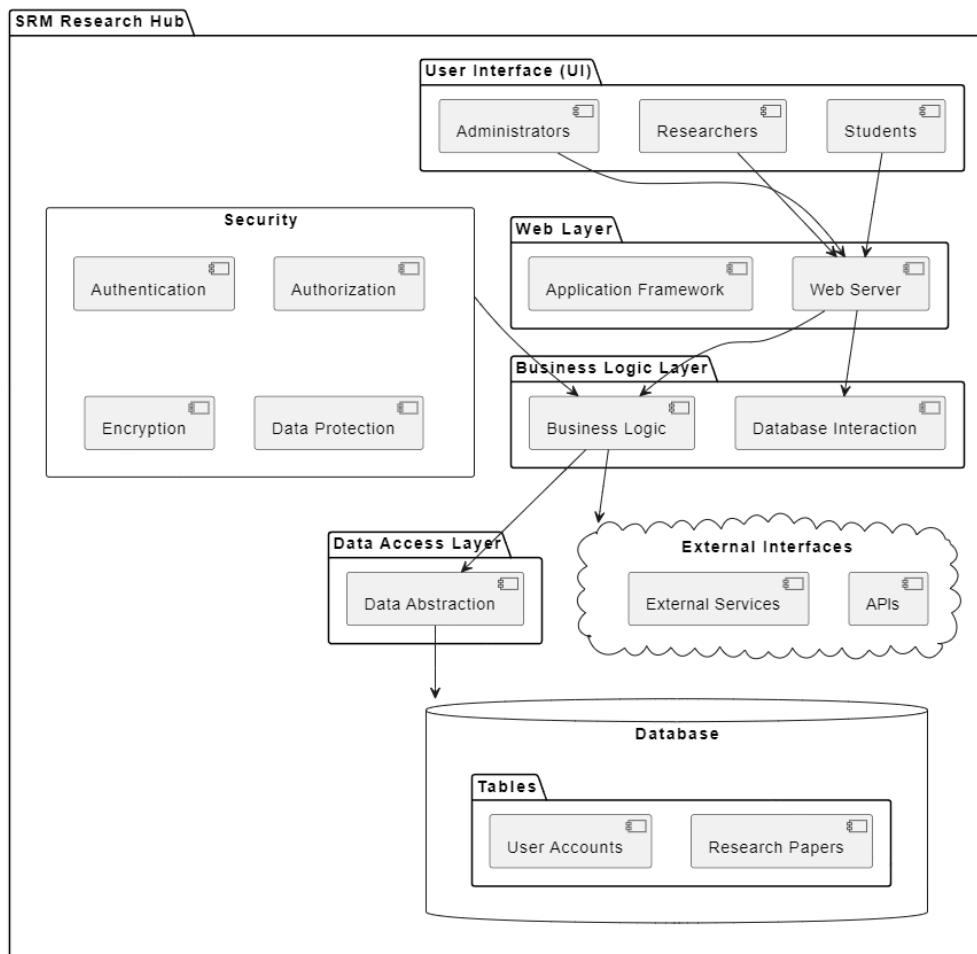 SRM Research Hub
User Interface (UI)
Administrators
Researchers
Students
Security
Authentication
Authorization
Encryption
Data Protection
Web Layer
Application Framework
Web Server
Business Logic Layer
Business Logic
Database Interaction
Data Access Layer
Data Abstraction
External Interfaces
External Services
APIs
Database
Tables
User Accounts
Research Papers